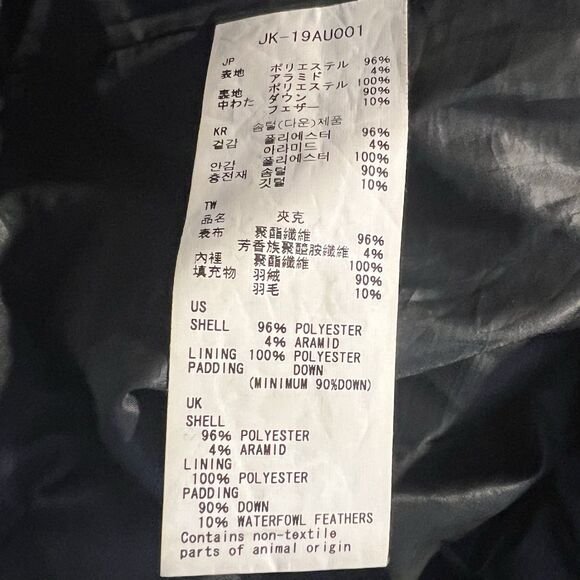 JK-19AU001
JP
表地 ポリエステル 96%
アラミド 4%
裏地 ポリエステル 100%
中わた ダウン 90%
フェザー 10%
KR 솜털(다운)제품
겉감 폴리에스터 96%
아라미드 4%
안감 폴리에스터 100%
충전재 솜털 90%
깃털 10%
TW
品名 夾克
表布 聚酯纖維 96%
芳香族聚醯胺纖維 4%
內裡 聚酯纖維 100%
填充物 羽絨 90%
羽毛 10%
US
SHELL 96% POLYESTER
4% ARAMID
LINING 100% POLYESTER
PADDING DOWN
(MINIMUM 90%DOWN)
UK
SHELL
96% POLYESTER
4% ARAMID
LINING
100% POLYESTER
PADDING
90% DOWN
10% WATERFOWL FEATHERS
Contains non-textile
parts of animal origin